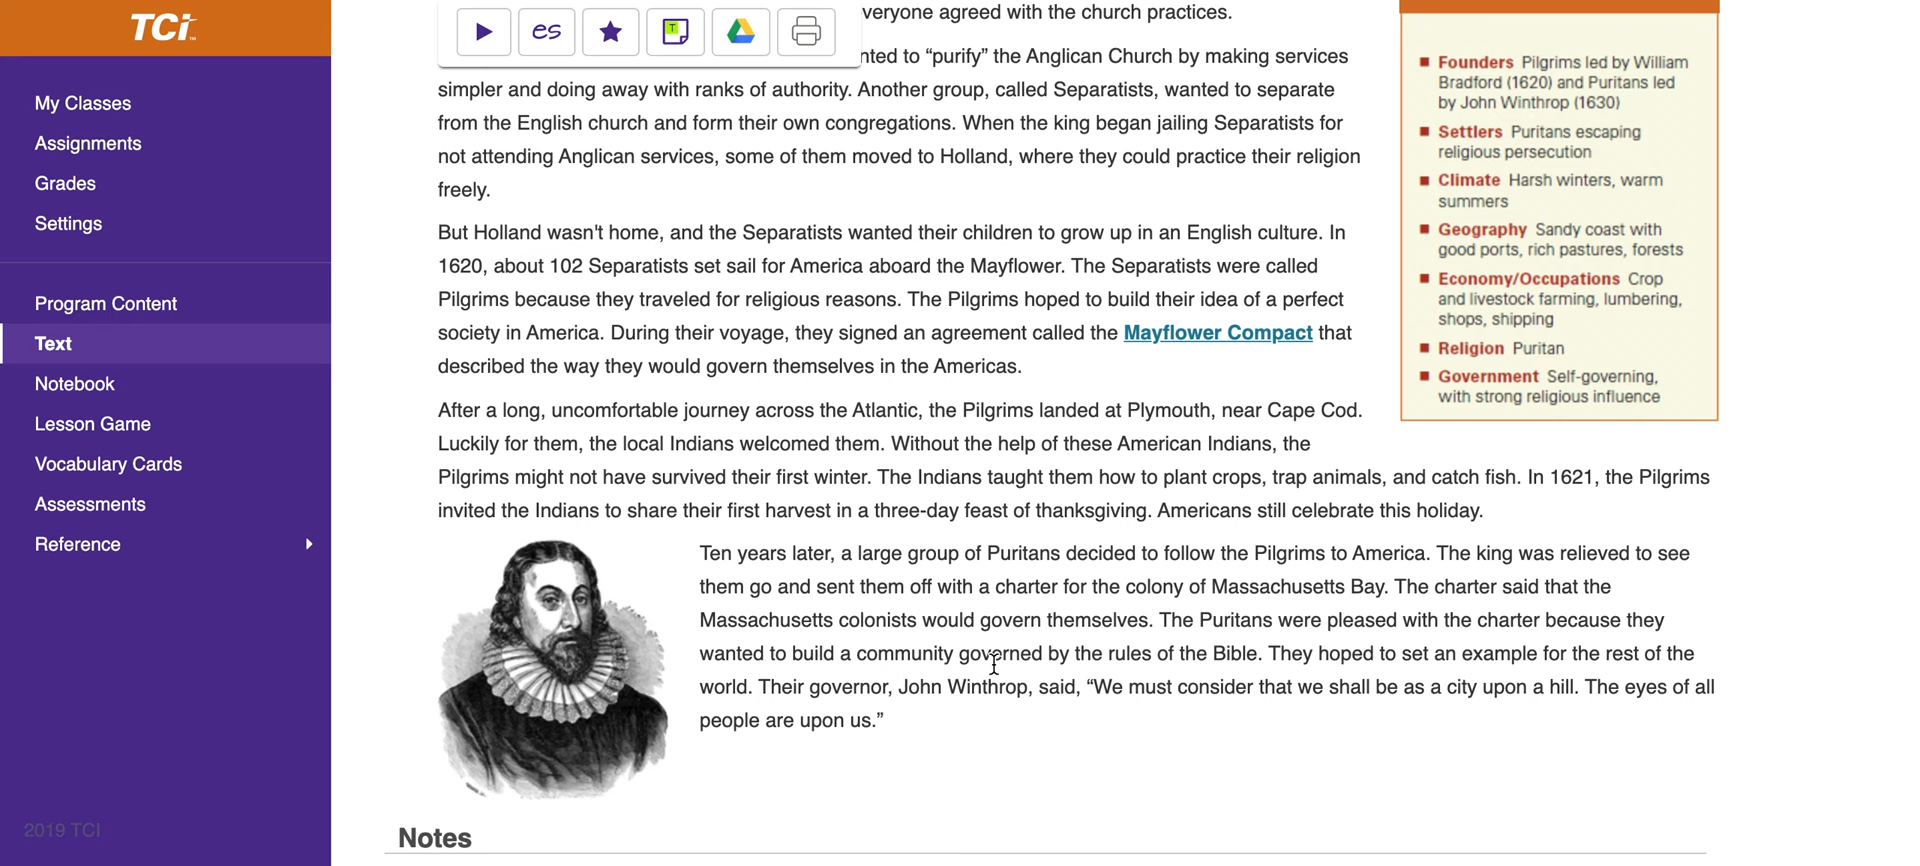 TCi
My Classes
Assignments
Grades
Settings
Program Content
Text
Notebook
Lesson Game
Vocabulary Cards
Assessments
Reference
2019 TCI
es
T
veryone agreed with the church practices.
nted to “purify” the Anglican Church by making services
simpler and doing away with ranks of authority. Another group, called Separatists, wanted to separate
from the English church and form their own congregations. When the king began jailing Separatists for
not attending Anglican services, some of them moved to Holland, where they could practice their religion
freely.
But Holland wasn't home, and the Separatists wanted their children to grow up in an English culture. In
1620, about 102 Separatists set sail for America aboard the Mayflower. The Separatists were called
Pilgrims because they traveled for religious reasons. The Pilgrims hoped to build their idea of a perfect
society in America. During their voyage, they signed an agreement called the Mayflower Compact that
described the way they would govern themselves in the Americas.
After a long, uncomfortable journey across the Atlantic, the Pilgrims landed at Plymouth, near Cape Cod.
Luckily for them, the local Indians welcomed them. Without the help of these American Indians, the
Pilgrims might not have survived their first winter. The Indians taught them how to plant crops, trap animals, and catch fish. In 1621, the Pilgrims
invited the Indians to share their first harvest in a three-day feast of thanksgiving. Americans still celebrate this holiday.
Ten years later, a large group of Puritans decided to follow the Pilgrims to America. The king was relieved to see
them go and sent them off with a charter for the colony of Massachusetts Bay. The charter said that the
Massachusetts colonists would govern themselves. The Puritans were pleased with the charter because they
wanted to build a community governed by the rules of the Bible. They hoped to set an example for the rest of the
world. Their governor, John Winthrop, said, “We must consider that we shall be as a city upon a hill. The eyes of all
people are upon us.”
Founders Pilgrims led by William
Bradford (1620) and Puritans led
by John Winthrop (1630)
Settlers Puritans escaping
religious persecution
Climate Harsh winters, warm
summers
Geography Sandy coast with
good ports, rich pastures, forests
Economy/Occupations Crop
and livestock farming, lumbering,
shops, shipping
Religion Puritan
Government Self-governing,
with strong religious influence
Notes